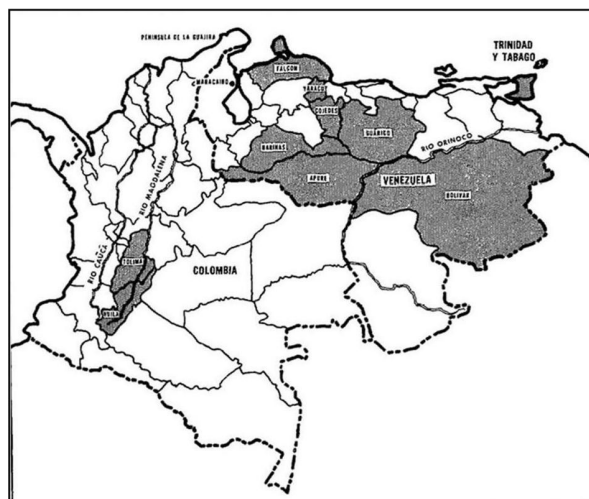 PENINSULA DE LA GUAJIRA
TRINIDAD
Y TABAGO
FALCON
MARACAIBO
YARACUY
COJEDES
GUÁRICO
BARINAS
RIO ORINOCO
APURE
VENEZUELA
BOLIVAR
RIO MAGDALENA
RIO CAUCA
TOLIMA
COLOMBIA
HUILA